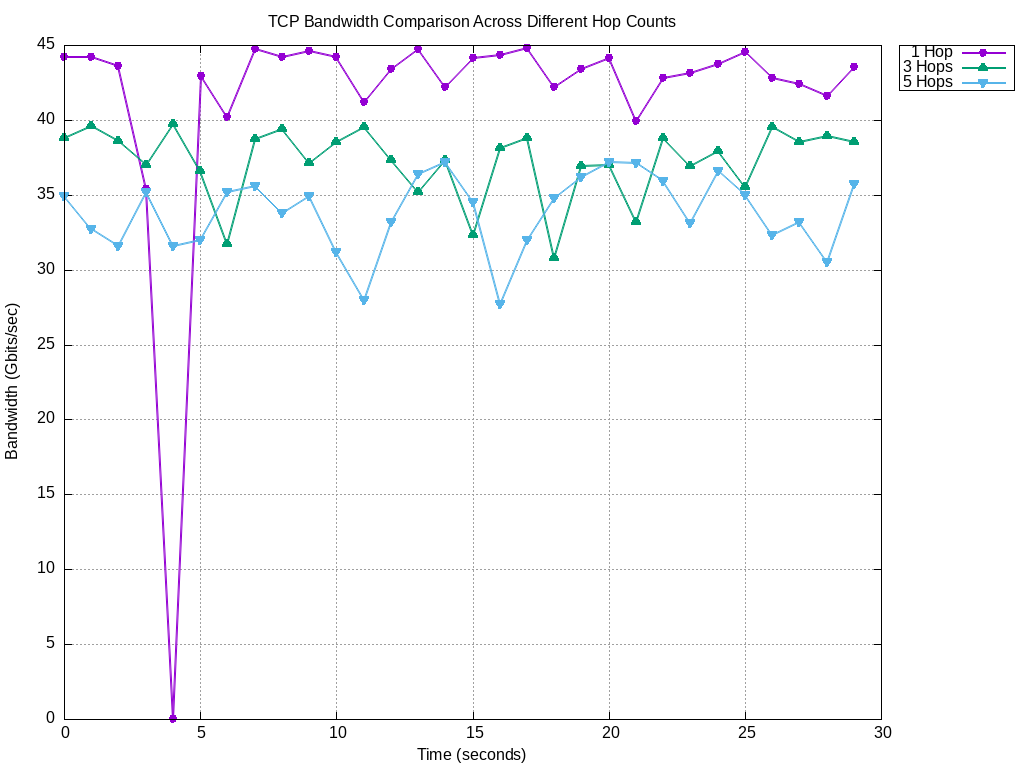 TCP Bandwidth Comparison Across Different Hop Counts
1 Hop
3 Hops
5 Hops
Bandwidth (Gbits/sec)
45
40
35
30
25
20
15
10
5
0
0 5 10 15 20 25 30
Time (seconds)